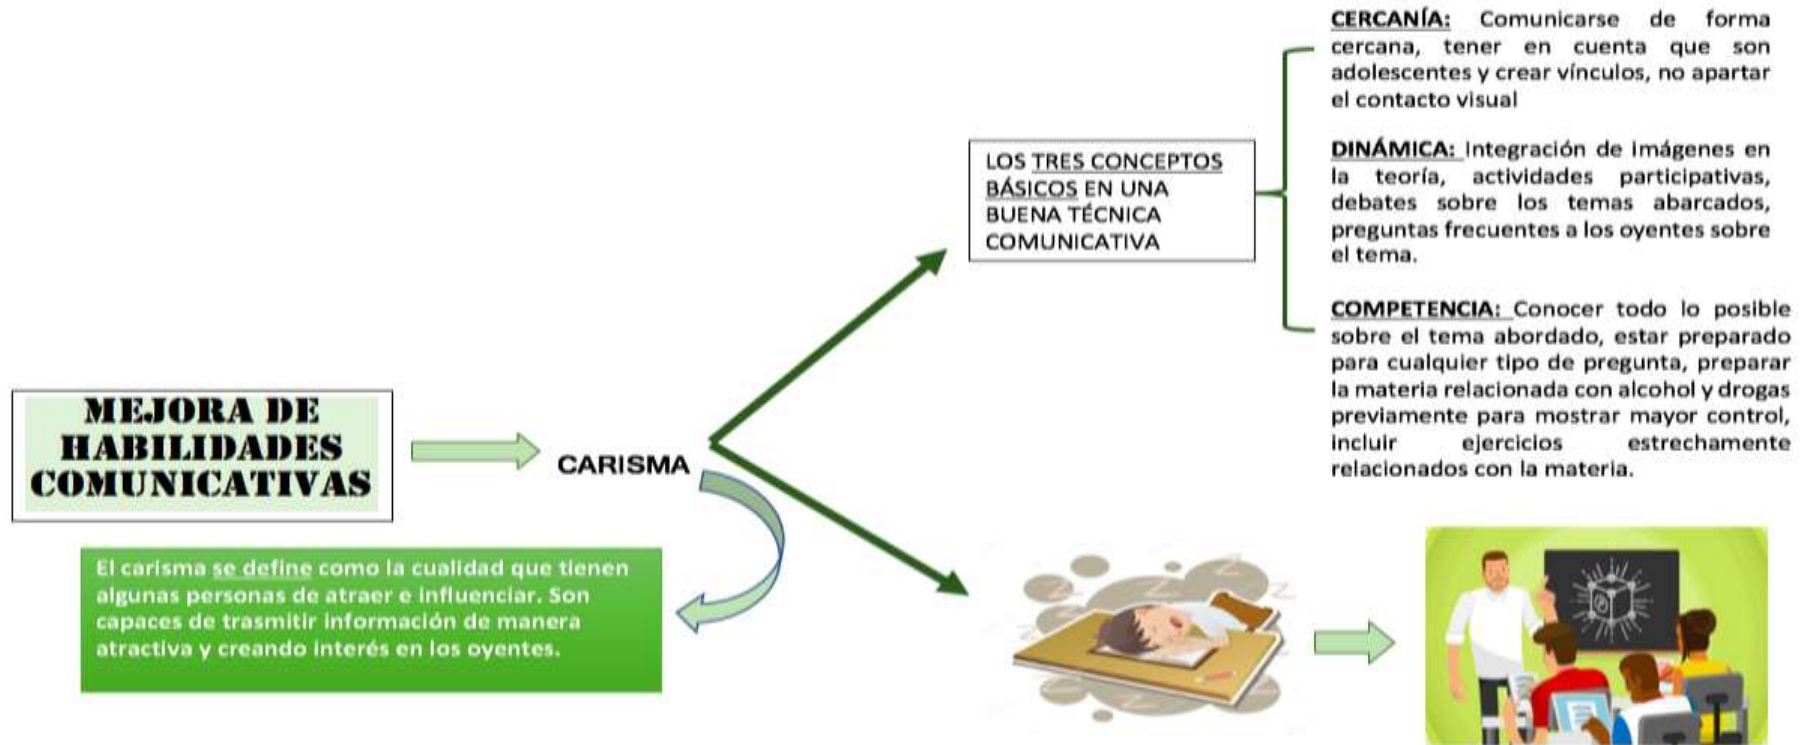 MEJORA DE
HABILIDADES
COMUNICATIVAS
CARISMA
El carisma se define como la cualidad que tienen
algunas personas de atraer e influenciar. Son
capaces de trasmitir información de manera
atractiva y creando interés en los oyentes.
LOS TRES CONCEPTOS
BÁSICOS EN UNA
BUENA TÉCNICA
COMUNICATIVA
CERCANÍA: Comunicarse de forma
cercana, tener en cuenta que son
adolescentes y crear vínculos, no apartar
el contacto visual
DINÁMICA: Integración de imágenes en
la teoría, actividades participativas,
debates sobre los temas abarcados,
preguntas frecuentes a los oyentes sobre
el tema.
COMPETENCIA: Conocer todo lo posible
sobre el tema abordado, estar preparado
para cualquier tipo de pregunta, preparar
la materia relacionada con alcohol y drogas
previamente para mostrar mayor control,
incluir ejercicios estrechamente
relacionados con la materia.